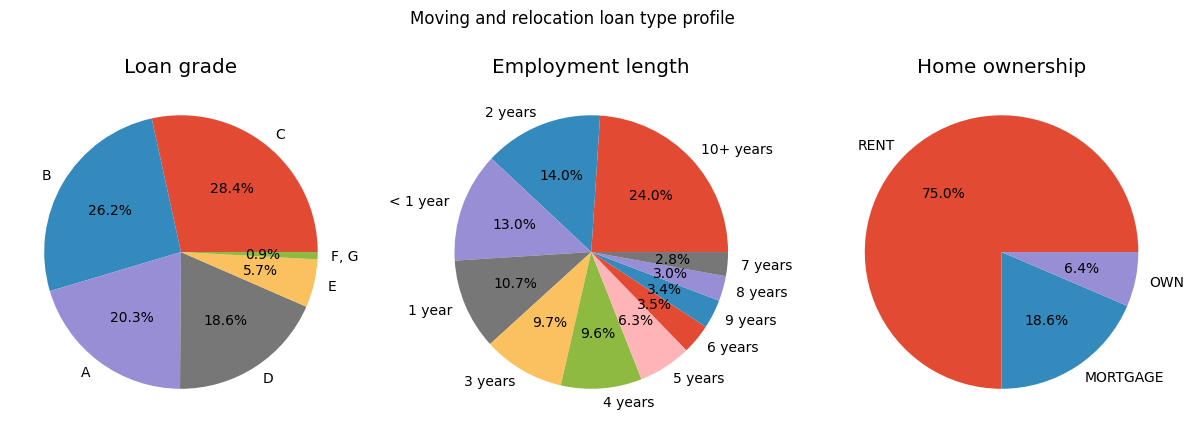 Moving and relocation loan type profile
Loan grade
C
28.4%
B
26.2%
A
20.3%
D
18.6%
E
5.7%
F, G
0.9%
Employment length
10+ years
24.0%
2 years
14.0%
< 1 year
13.0%
1 year
10.7%
3 years
9.7%
4 years
9.6%
5 years
6.3%
6 years
3.5%
9 years
3.4%
8 years
3.0%
7 years
2.8%
Home ownership
RENT
75.0%
MORTGAGE
18.6%
OWN
6.4%